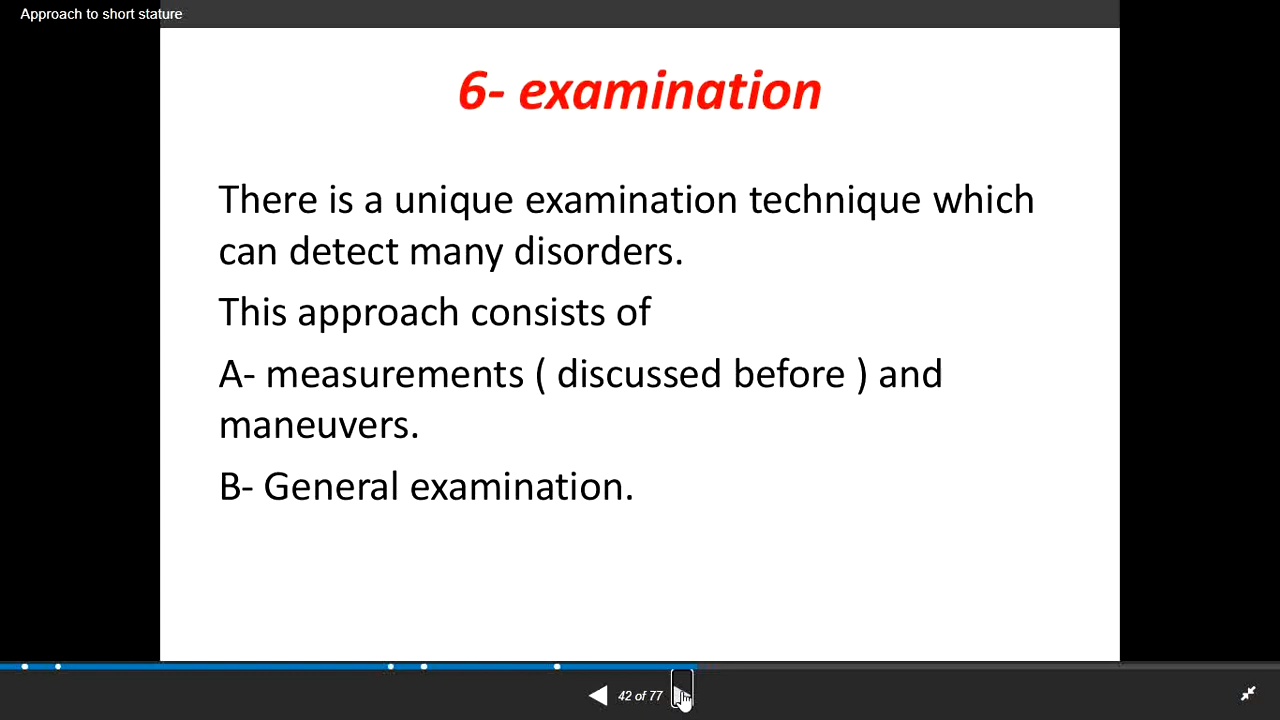 Approach to short stature
6- examination
There is a unique examination technique which
can detect many disorders.
This approach consists of
A- measurements ( discussed before ) and
maneuvers.
B- General examination.
42 of 77